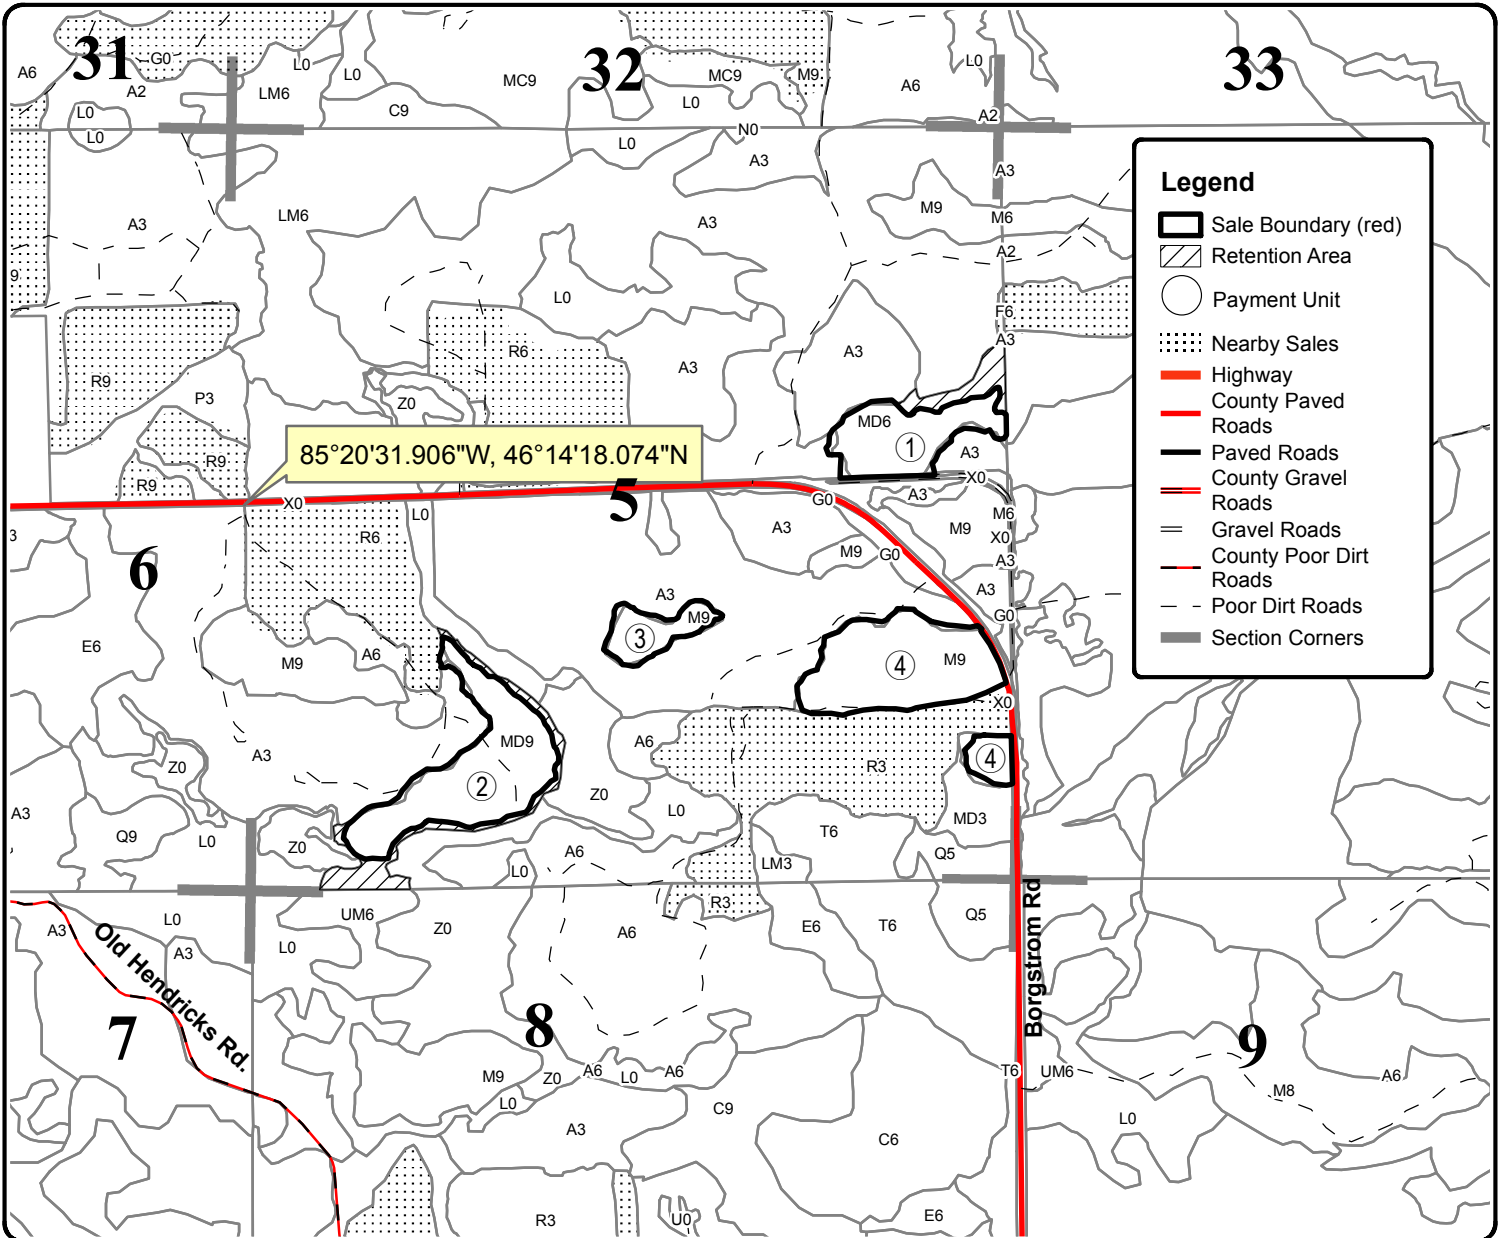 31
32
33
G0
L0
L0
A6
A2
LM6
L0
L0
C9
MC9
MC9
L0
M9
A6
L0
A2
N0
L0
A3
A3
A3
LM6
A3
M9
M6
A2
9
L0
F6
A3
R6
A3
A3
R9
P3
Z0
MD6
1
A3
R9
R9
85°20'31.906"W, 46°14'18.074"N
X0
L0
5
G0
A3
X0
M6
3
R6
A3
M9
G0
M9
X0
A3
A3
6
A3
M9
3
G0
E6
M9
A6
4
M9
X0
A3
MD9
A6
R3
4
Z0
2
Z0
L0
MD3
A3
Q9
L0
Z0
A6
T6
LM3
Q5
L0
R3
A3
L0
A3
L0
UM6
Z0
A6
E6
T6
Q5
Old Hendricks Rd.
Borgstrom Rd
7
8
9
M9
Z0
A6
L0
A6
L0
A3
C9
C6
T6
UM6
L0
M8
A6
R3
U0
E6
Legend
Sale Boundary (red)
Retention Area
Payment Unit
Nearby Sales
Highway
County Paved
Roads
Paved Roads
County Gravel
Roads
Gravel Roads
County Poor Dirt
Roads
Poor Dirt Roads
Section Corners